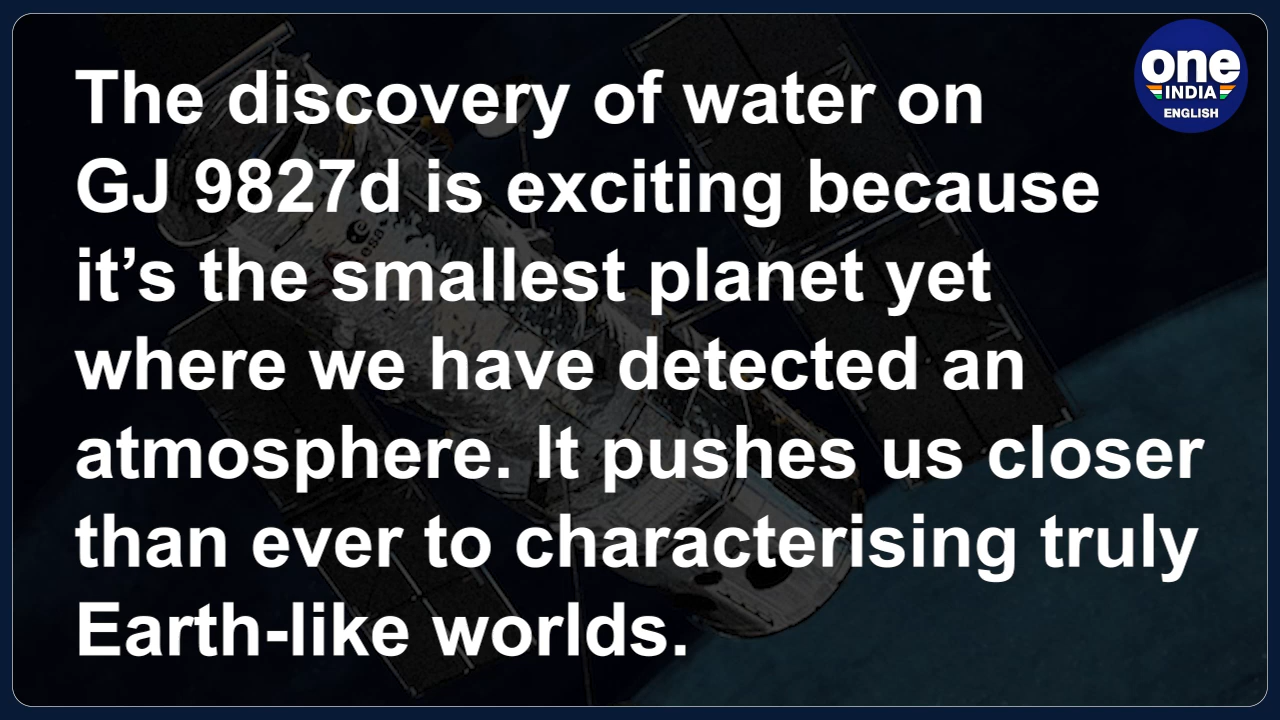 The discovery of water on
GJ 9827d is exciting because
it’s the smallest planet yet
where we have detected an
atmosphere. It pushes us closer
than ever to characterising truly
Earth-like worlds.
one
INDIA
ENGLISH
esa